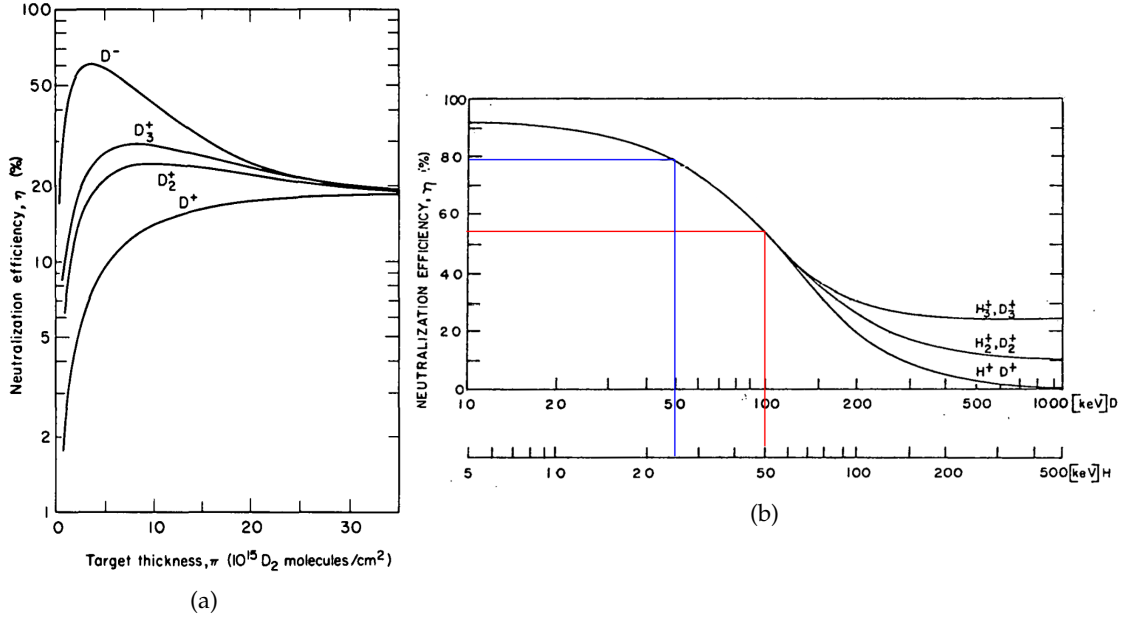 100
50
20
10
5
2
1
D⁻
D₃⁺
D₂⁺
D⁺
Neutralization efficiency, η (%)
0 10 20 30
Target thickness, π (10¹⁵ D₂ molecules/cm²)
(a)
100
80
60
40
20
0
NEUTRALIZATION EFFICIENCY, η (%)
H₃⁺, D₃⁺
H₂⁺, D₂⁺
H⁺ D⁺
10 20 50 100 200 500 1000 [keV] D
5 10 20 50 100 200 500 [keV] H
(b)